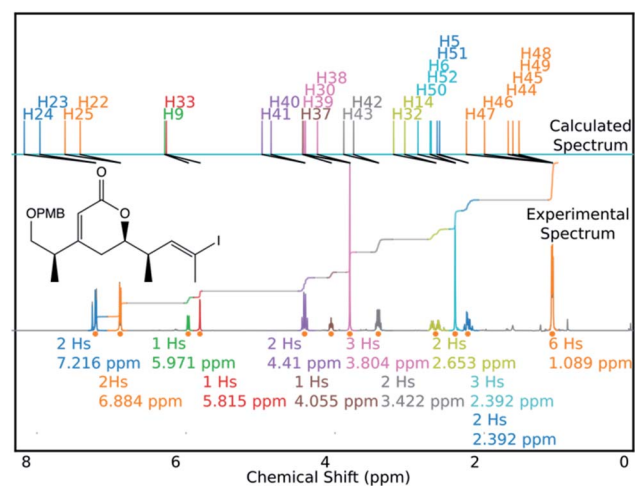 H5
H51
H6
H52
H50
H48
H49
H45
H44
H46
H47
H38
H30
H39
H37
H40
H41
H42
H43
H14
H32
H23
H24
H22
H25
H33
H9
Calculated
Spectrum
Experimental
Spectrum
O
O
OPMB
I
2 Hs
7.216 ppm
1 Hs
5.971 ppm
2 Hs
4.41 ppm
3 Hs
3.804 ppm
2 Hs
2.653 ppm
6 Hs
1.089 ppm
2Hs
6.884 ppm
1 Hs
5.815 ppm
1 Hs
4.055 ppm
2 Hs
3.422 ppm
3 Hs
2.392 ppm
2 Hs
2.392 ppm
8 6 4 2 0
Chemical Shift (ppm)